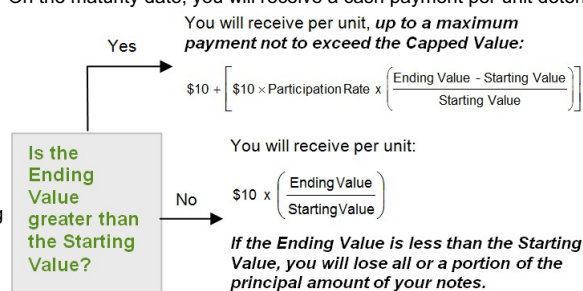 You will receive per unit, up to a maximum
payment not to exceed the Capped Value:
Yes
$10 + [ $10 × Participation Rate x ( Ending Value - Starting Value / Starting Value ) ]
You will receive per unit:
Is the
Ending
Value
greater than
the Starting
Value?
No
$10 x ( Ending Value / Starting Value )
If the Ending Value is less than the Starting
Value, you will lose all or a portion of the
principal amount of your notes.